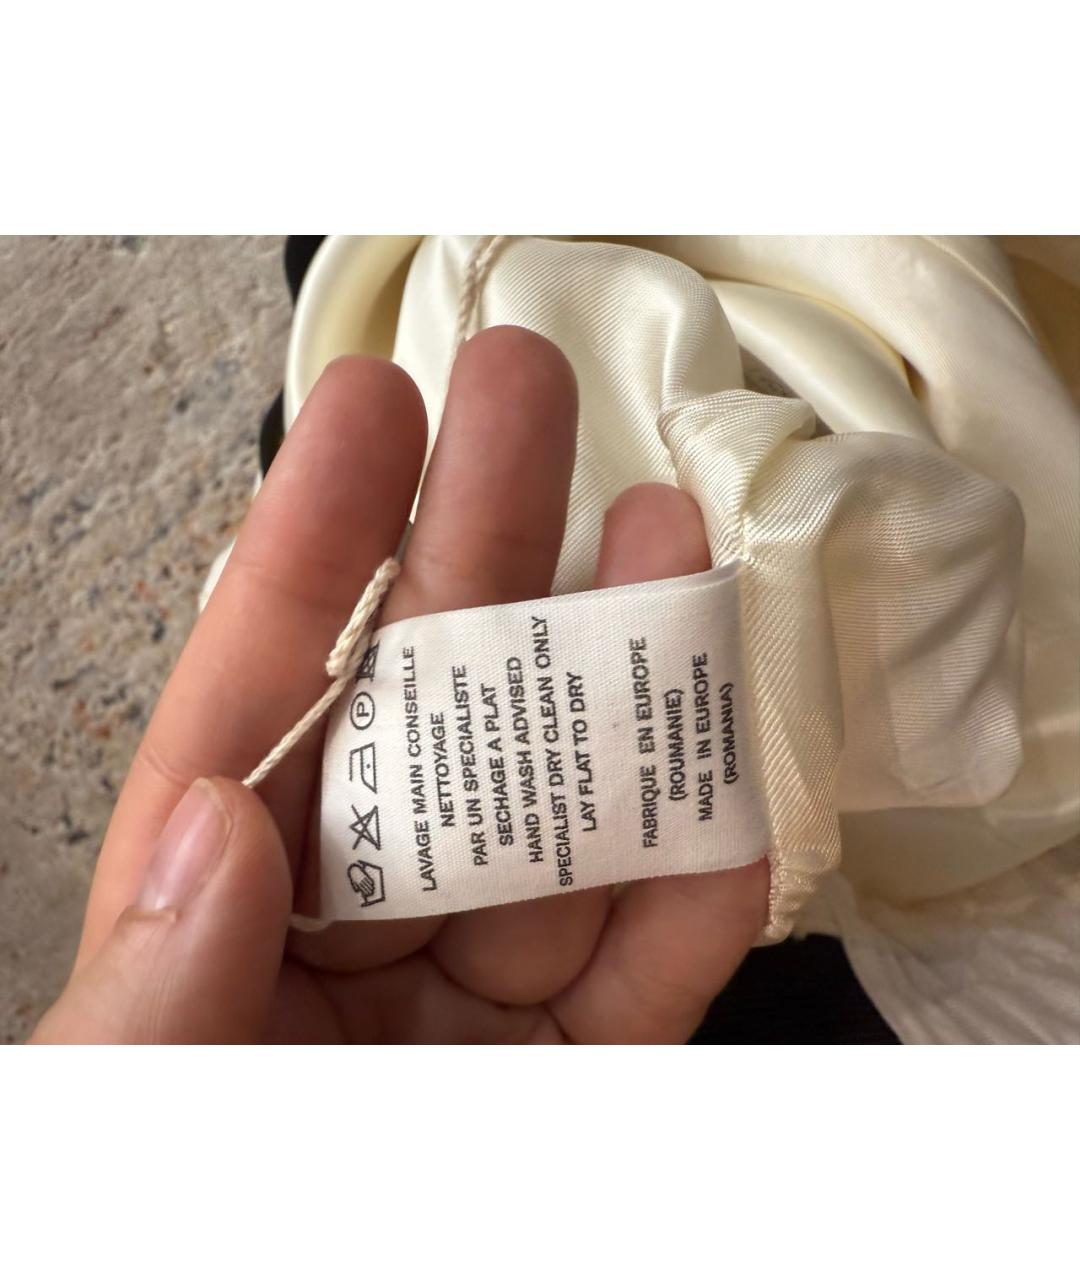 P
LAVAGE MAIN CONSEILLE
NETTOYAGE
PAR UN SPECIALISTE
SECHAGE A PLAT
HAND WASH ADVISED
SPECIALIST DRY CLEAN ONLY
LAY FLAT TO DRY
FABRIQUE EN EUROPE
(ROUMANIE)
MADE IN EUROPE
(ROMANIA)